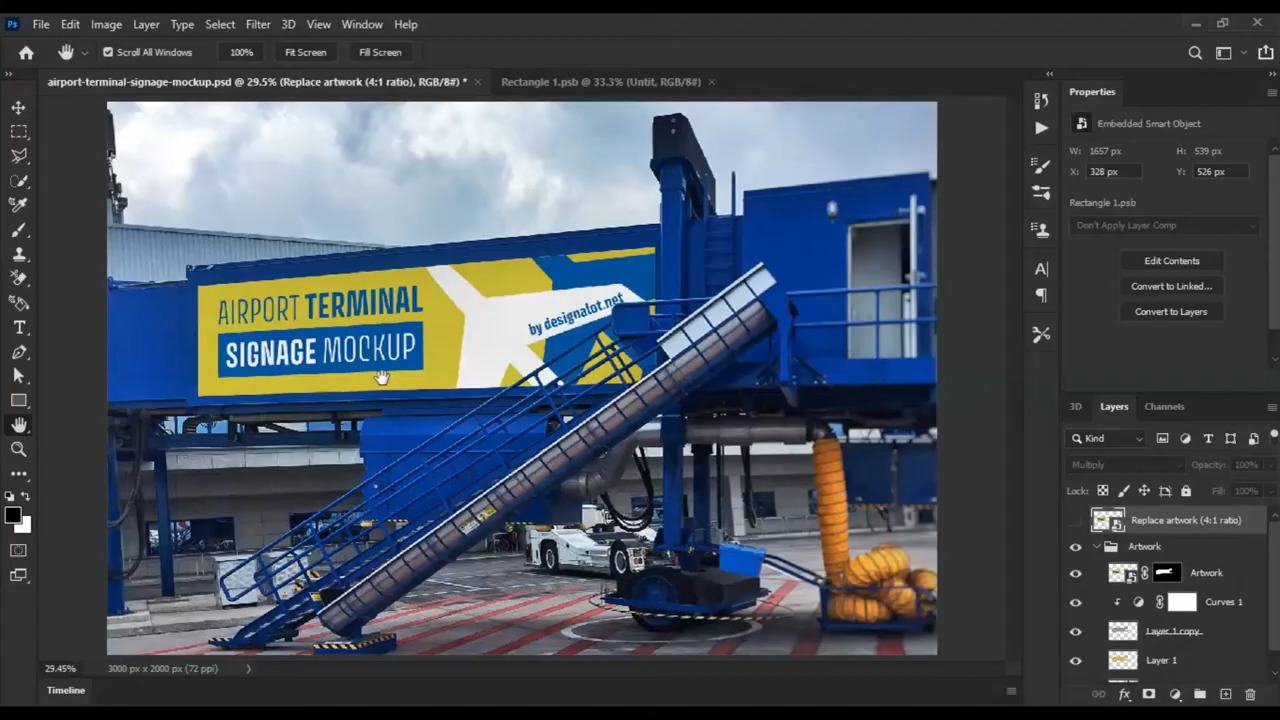 Ps File Edit Image Layer Type Select Filter 3D View Window Help
Scroll All Windows 100% Fit Screen Fill Screen
airport-terminal-signage-mockup.psd @ 29.5% (Replace artwork (4:1 ratio), RGB/8#) * Rectangle 1.psb @ 33.3% (Untit, RGB/8#)
Properties
Embedded Smart Object
W: 1657 px H: 539 px
X: 328 px Y: 526 px
Rectangle 1.psb
Don't Apply Layer Comp
Edit Contents
Convert to Linked...
Convert to Layers
AIRPORT TERMINAL
SIGNAGE MOCKUP
by designalot.net
3D Layers Channels
Kind
Multiply Opacity: 100%
Lock: Fill: 100%
Replace artwork (4:1 ratio)
Artwork
Artwork
Curves 1
Layer 1 copy
Layer 1
29.45% 3000 px x 2000 px (72 ppi)
Timeline